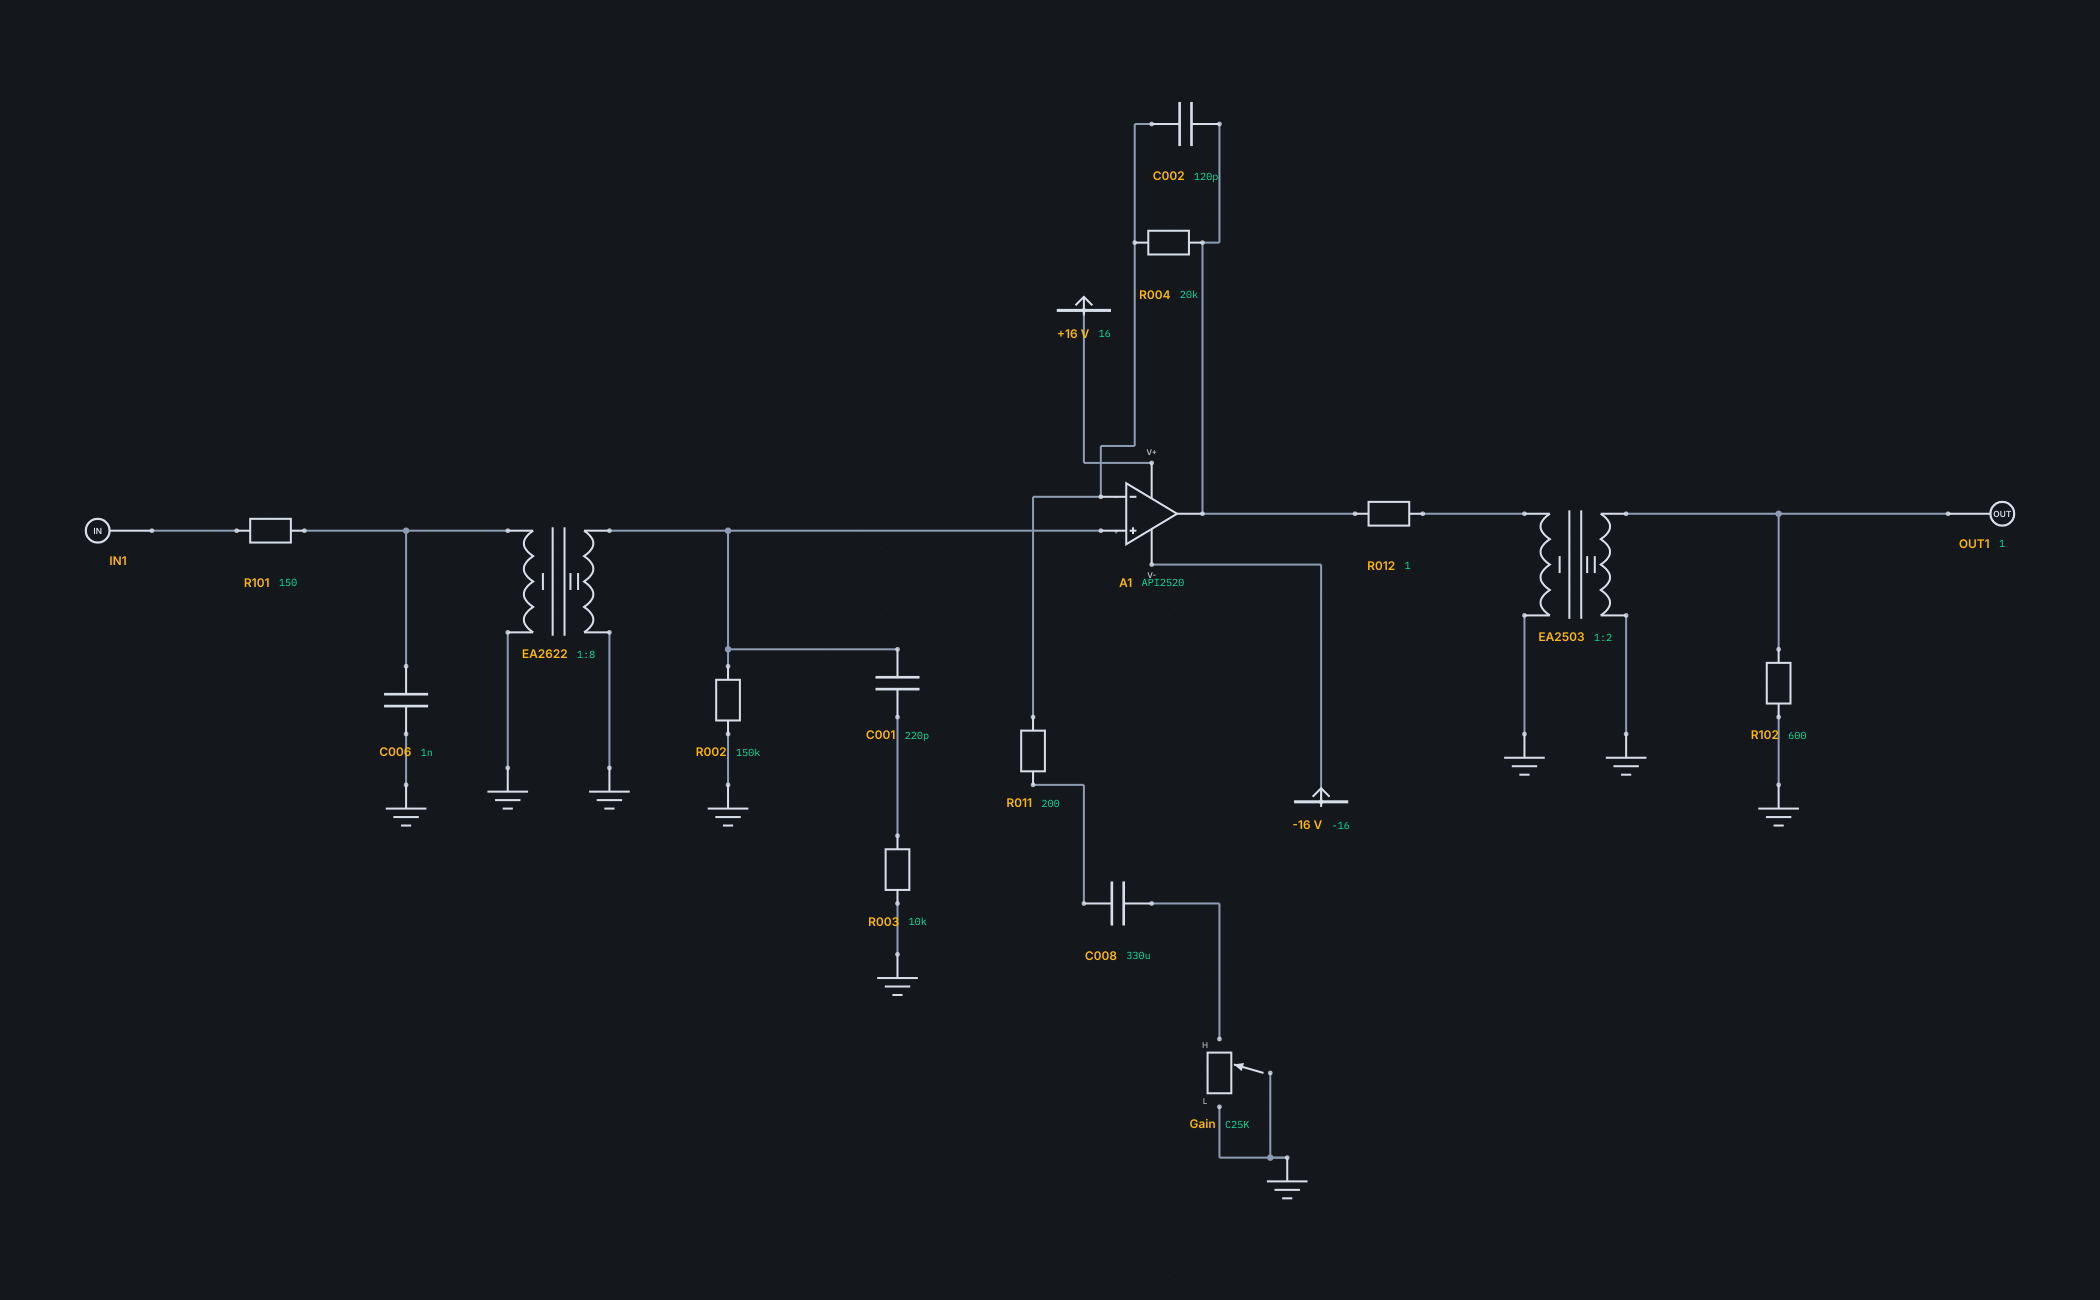 C002 120p
R004 20k
+16 V 16
V+
IN
OUT
IN1
OUT1 1
R101 150
V-
A1 API2520
R012 1
EA2622 1:8
EA2503 1:2
C006 1n
R002 150k
C001 220p
R102 600
R011 200
-16 V -16
R003 10k
C008 330u
H
L
Gain C25K